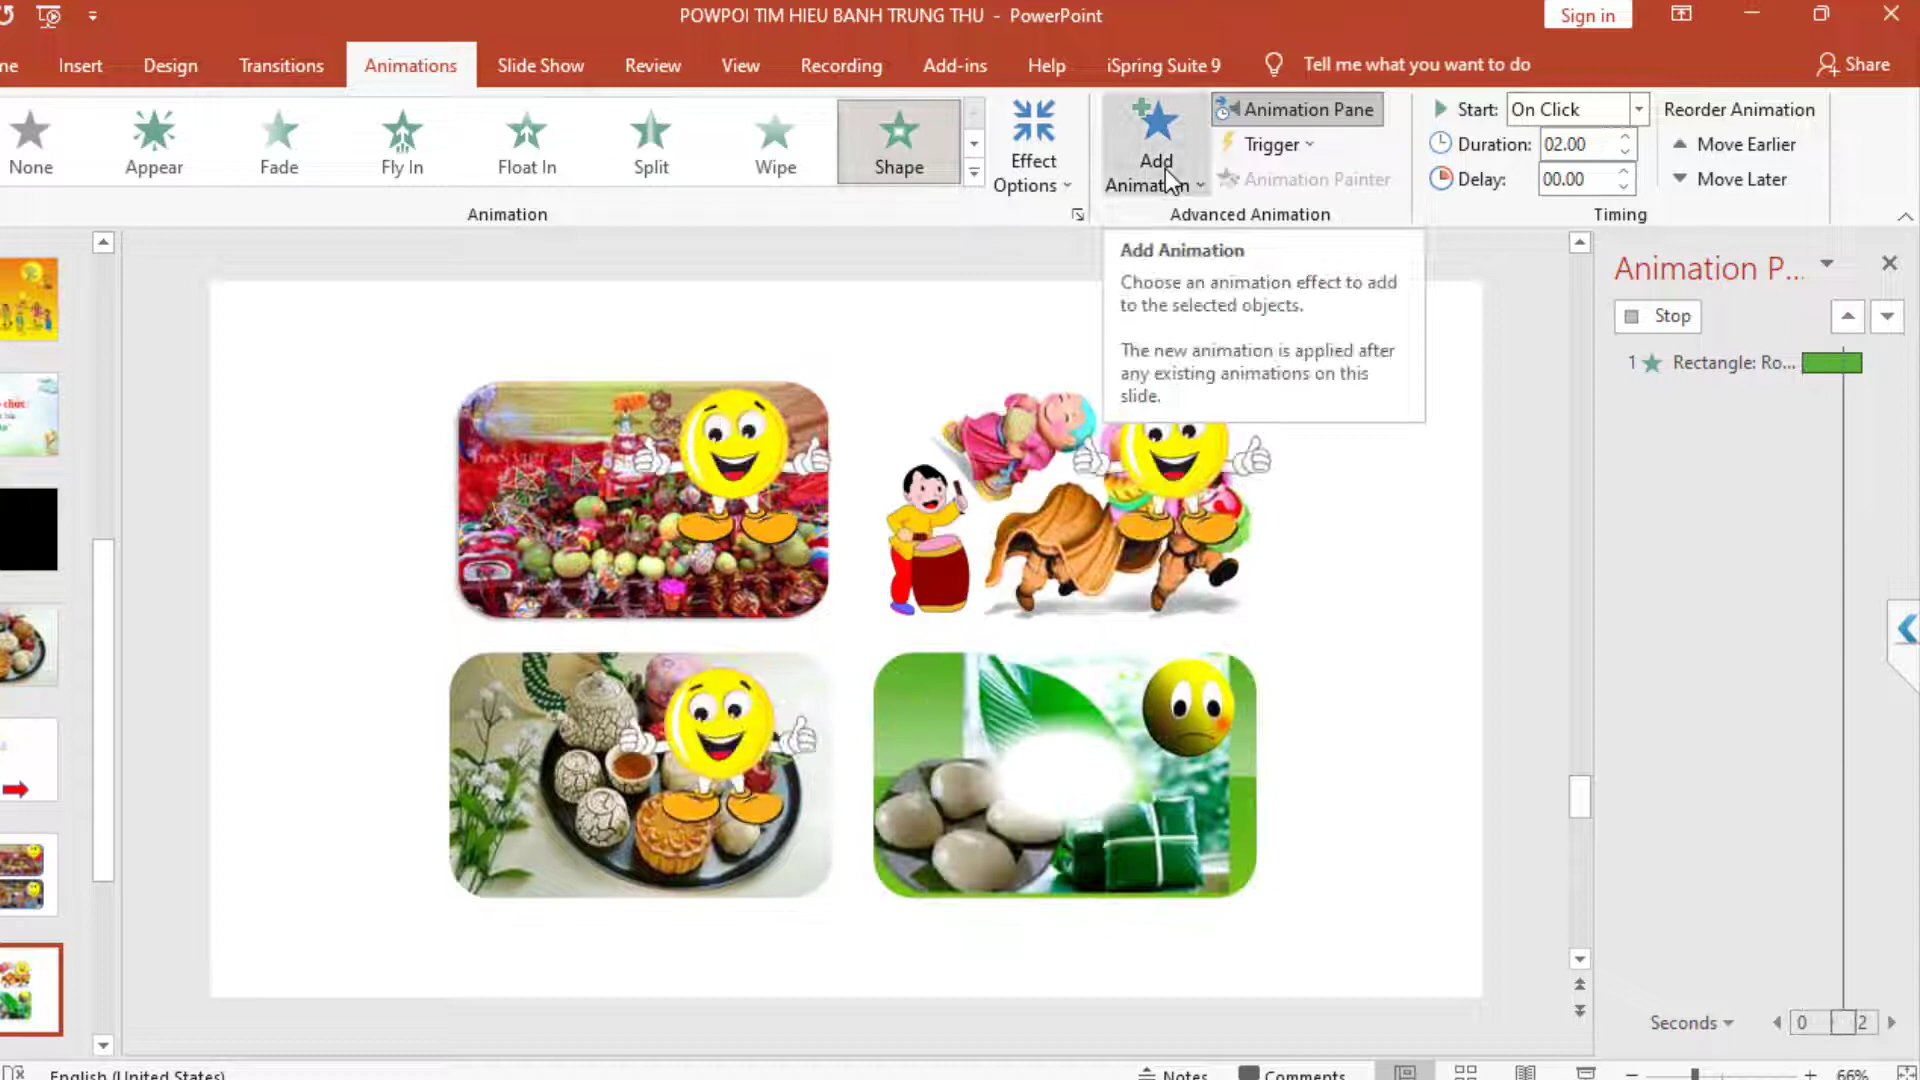 POWPOI TIM HIEU BANH TRUNG THU - PowerPoint
Sign in
Insert
Design
Transitions
Animations
Slide Show
Review
View
Recording
Add-ins
Help
iSpring Suite 9
Tell me what you want to do
Share
None
Appear
Fade
Fly In
Float In
Split
Wipe
Shape
Effect
Options
Add
Animation
Animation Pane
Trigger
Animation Painter
Start: On Click
Duration: 02.00
Delay: 00.00
Reorder Animation
Move Earlier
Move Later
Animation
Advanced Animation
Timing
Add Animation
Choose an animation effect to add
to the selected objects.
The new animation is applied after
any existing animations on this
slide.
Animation P...
Stop
1 Rectangle: Ro...
Seconds
0
2
English (United States)
Notes
Comments
66%